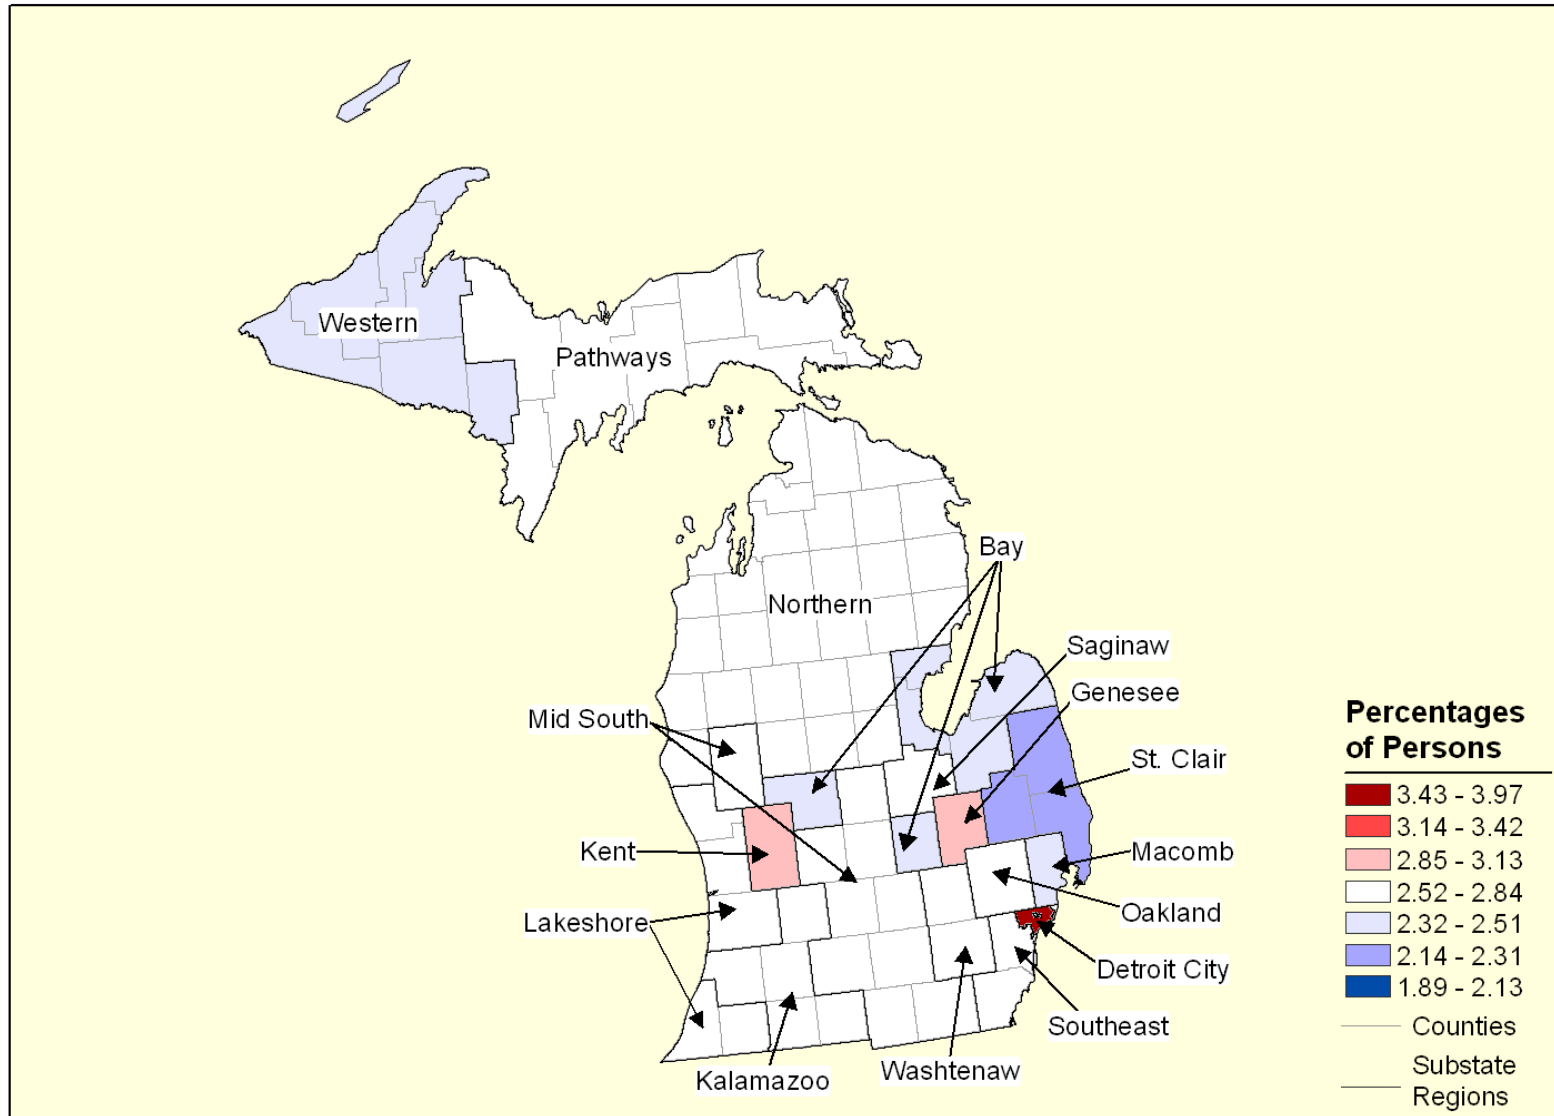 Western
Pathways
Bay
Northern
Saginaw
Genesee
Mid South
St. Clair
Kent
Macomb
Lakeshore
Oakland
Detroit City
Southeast
Washtenaw
Kalamazoo
Percentages
of Persons
3.43 - 3.97
3.14 - 3.42
2.85 - 3.13
2.52 - 2.84
2.32 - 2.51
2.14 - 2.31
1.89 - 2.13
Counties
Substate
Regions